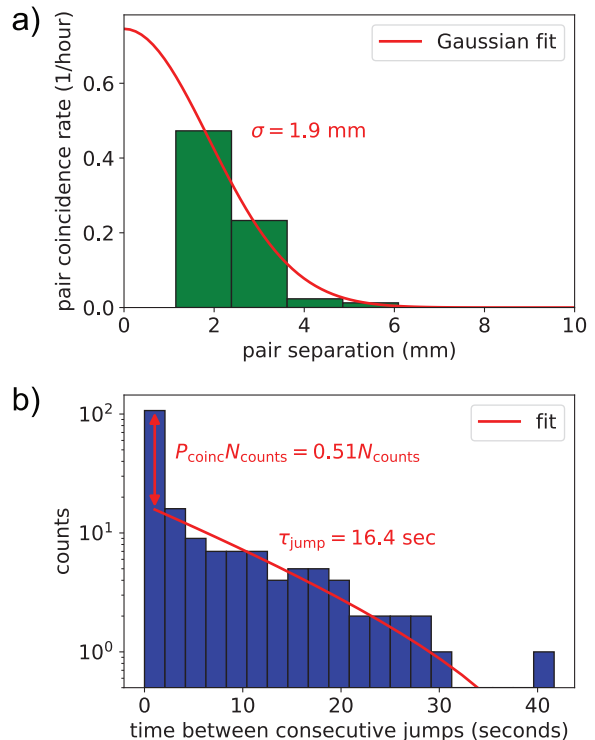 a)
Gaussian fit
σ = 1.9 mm
pair coincidence rate (1/hour)
0.6
0.4
0.2
0.0
0 2 4 6 8 10
pair separation (mm)
b)
fit
P_coinc N_counts = 0.51 N_counts
τ_jump = 16.4 sec
counts
10²
10¹
10⁰
0 10 20 30 40
time between consecutive jumps (seconds)